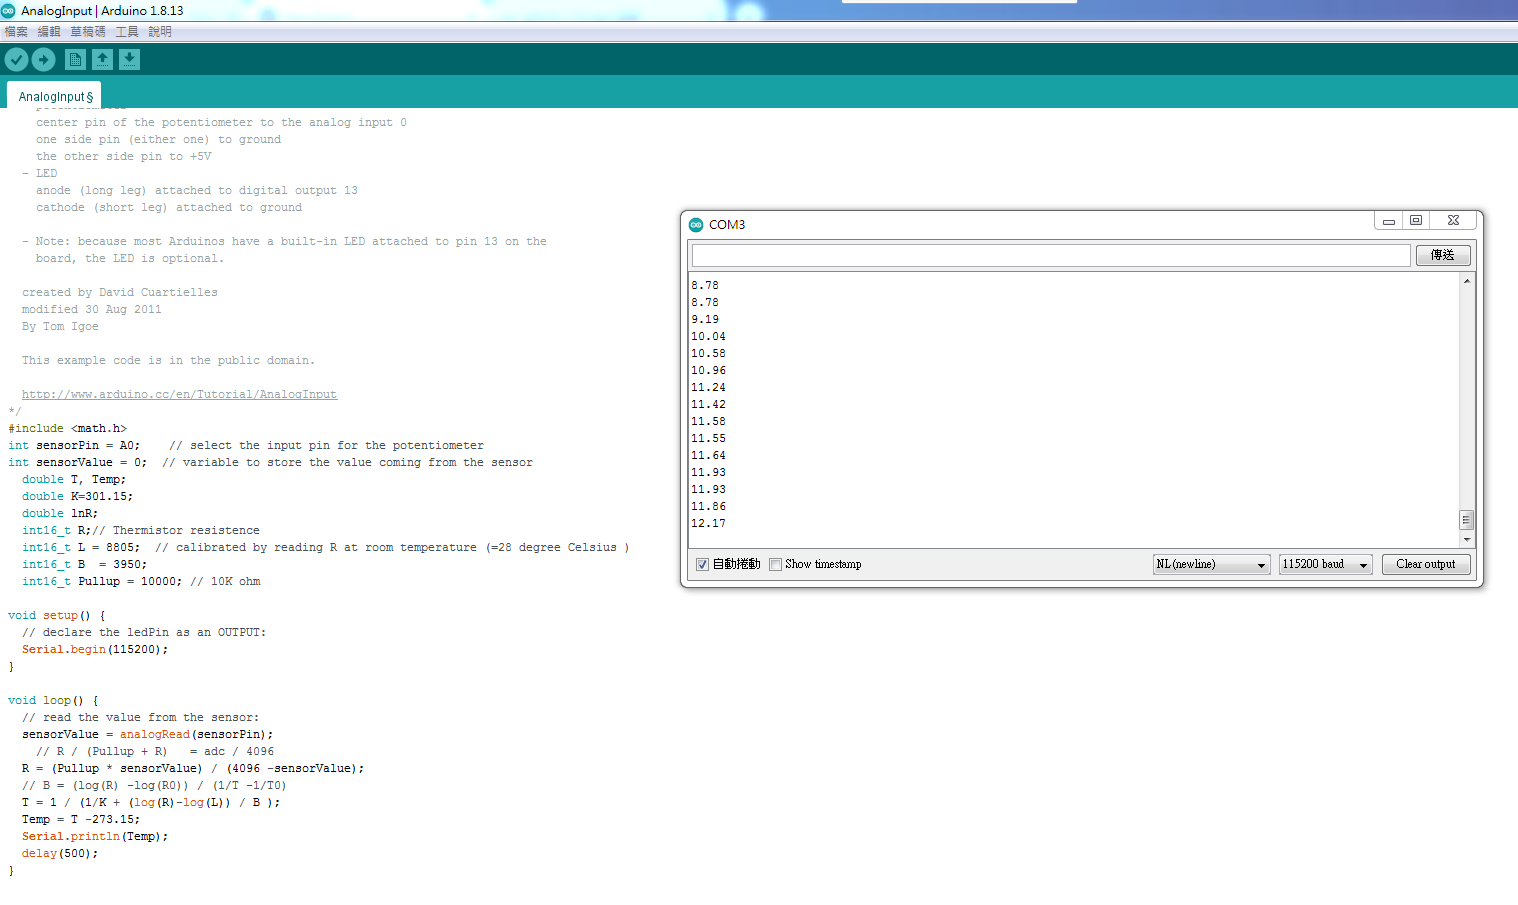 AnalogInput | Arduino 1.8.13
檔案 編輯 草稿碼 工具 說明
AnalogInput §
center pin of the potentiometer to the analog input 0
one side pin (either one) to ground
the other side pin to +5V
- LED
anode (long leg) attached to digital output 13
cathode (short leg) attached to ground
- Note: because most Arduinos have a built-in LED attached to pin 13 on the
board, the LED is optional.
created by David Cuartielles
modified 30 Aug 2011
By Tom Igoe
This example code is in the public domain.
http://www.arduino.cc/en/Tutorial/AnalogInput
*/
#include <math.h>
int sensorPin = A0;    // select the input pin for the potentiometer
int sensorValue = 0;  // variable to store the value coming from the sensor
double T, Temp;
double K=301.15;
double lnR;
int16_t R;// Thermistor resistence
int16_t L = 8805;  // calibrated by reading R at room temperature (=28 degree Celsius )
int16_t B  = 3950;
int16_t Pullup = 10000; // 10K ohm
void setup() {
// declare the ledPin as an OUTPUT:
Serial.begin(115200);
}
void loop() {
// read the value from the sensor:
sensorValue = analogRead(sensorPin);
// R / (Pullup + R)   = adc / 4096
R = (Pullup * sensorValue) / (4096 -sensorValue);
// B = (log(R) -log(R0)) / (1/T -1/T0)
T = 1 / (1/K + (log(R)-log(L)) / B );
Temp = T -273.15;
Serial.println(Temp);
delay(500);
}
COM3
傳送
8.78
8.78
9.19
10.04
10.58
10.96
11.24
11.42
11.58
11.55
11.64
11.93
11.93
11.86
12.17
自動捲動 Show timestamp NL(newline) 115200 baud Clear output